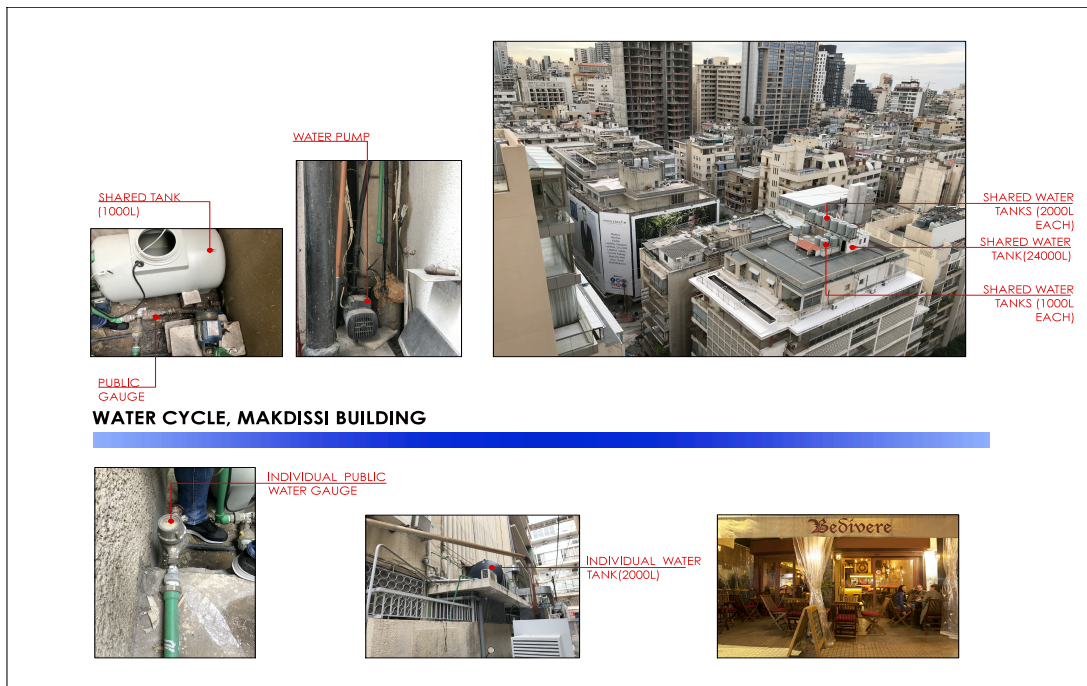 WATER PUMP
SHARED TANK
(1000L)
SHARED WATER
TANKS (2000L
EACH)
SHARED WATER
TANK(24000L)
SHARED WATER
TANKS (1000L
EACH)
PUBLIC
GAUGE
WATER CYCLE, MAKDISSI BUILDING
INDIVIDUAL PUBLIC
WATER GAUGE
INDIVIDUAL WATER
TANK(2000L)
Bedivere